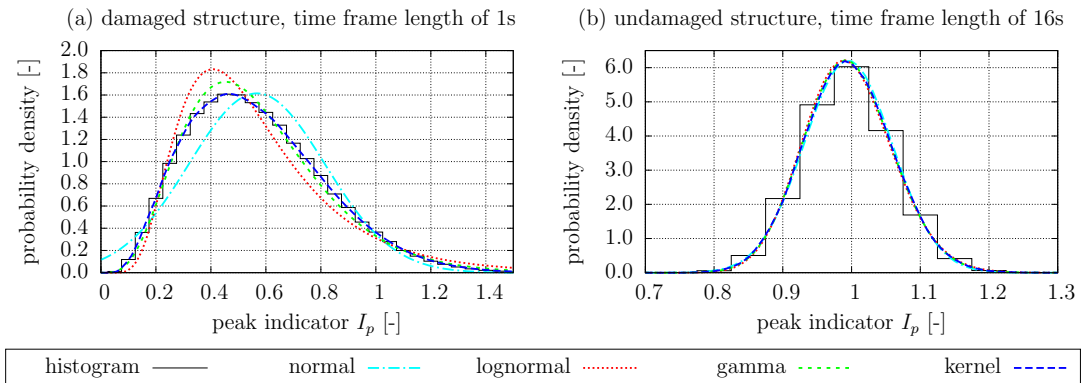 (a) damaged structure, time frame length of 1s
(b) undamaged structure, time frame length of 16s
probability density [-]
2.0
1.8
1.6
1.4
1.2
1.0
0.8
0.6
0.4
0.2
0.0
0 0.2 0.4 0.6 0.8 1 1.2 1.4
peak indicator I_p [-]
probability density [-]
6.0
5.0
4.0
3.0
2.0
1.0
0.0
0.7 0.8 0.9 1 1.1 1.2 1.3
peak indicator I_p [-]
histogram normal lognormal gamma kernel